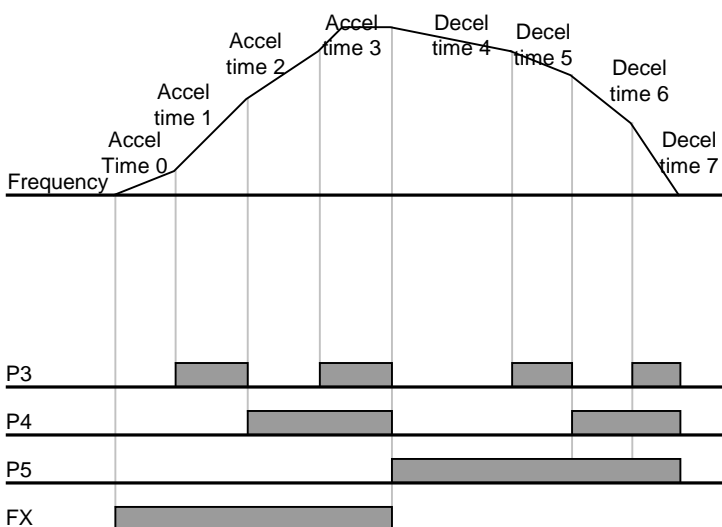 Accel
time 3
Decel
time 4
Decel
time 5
Accel
time 2
Decel
time 6
Accel
time 1
Accel
Time 0
Decel
time 7
Frequency
P3
P4
P5
FX